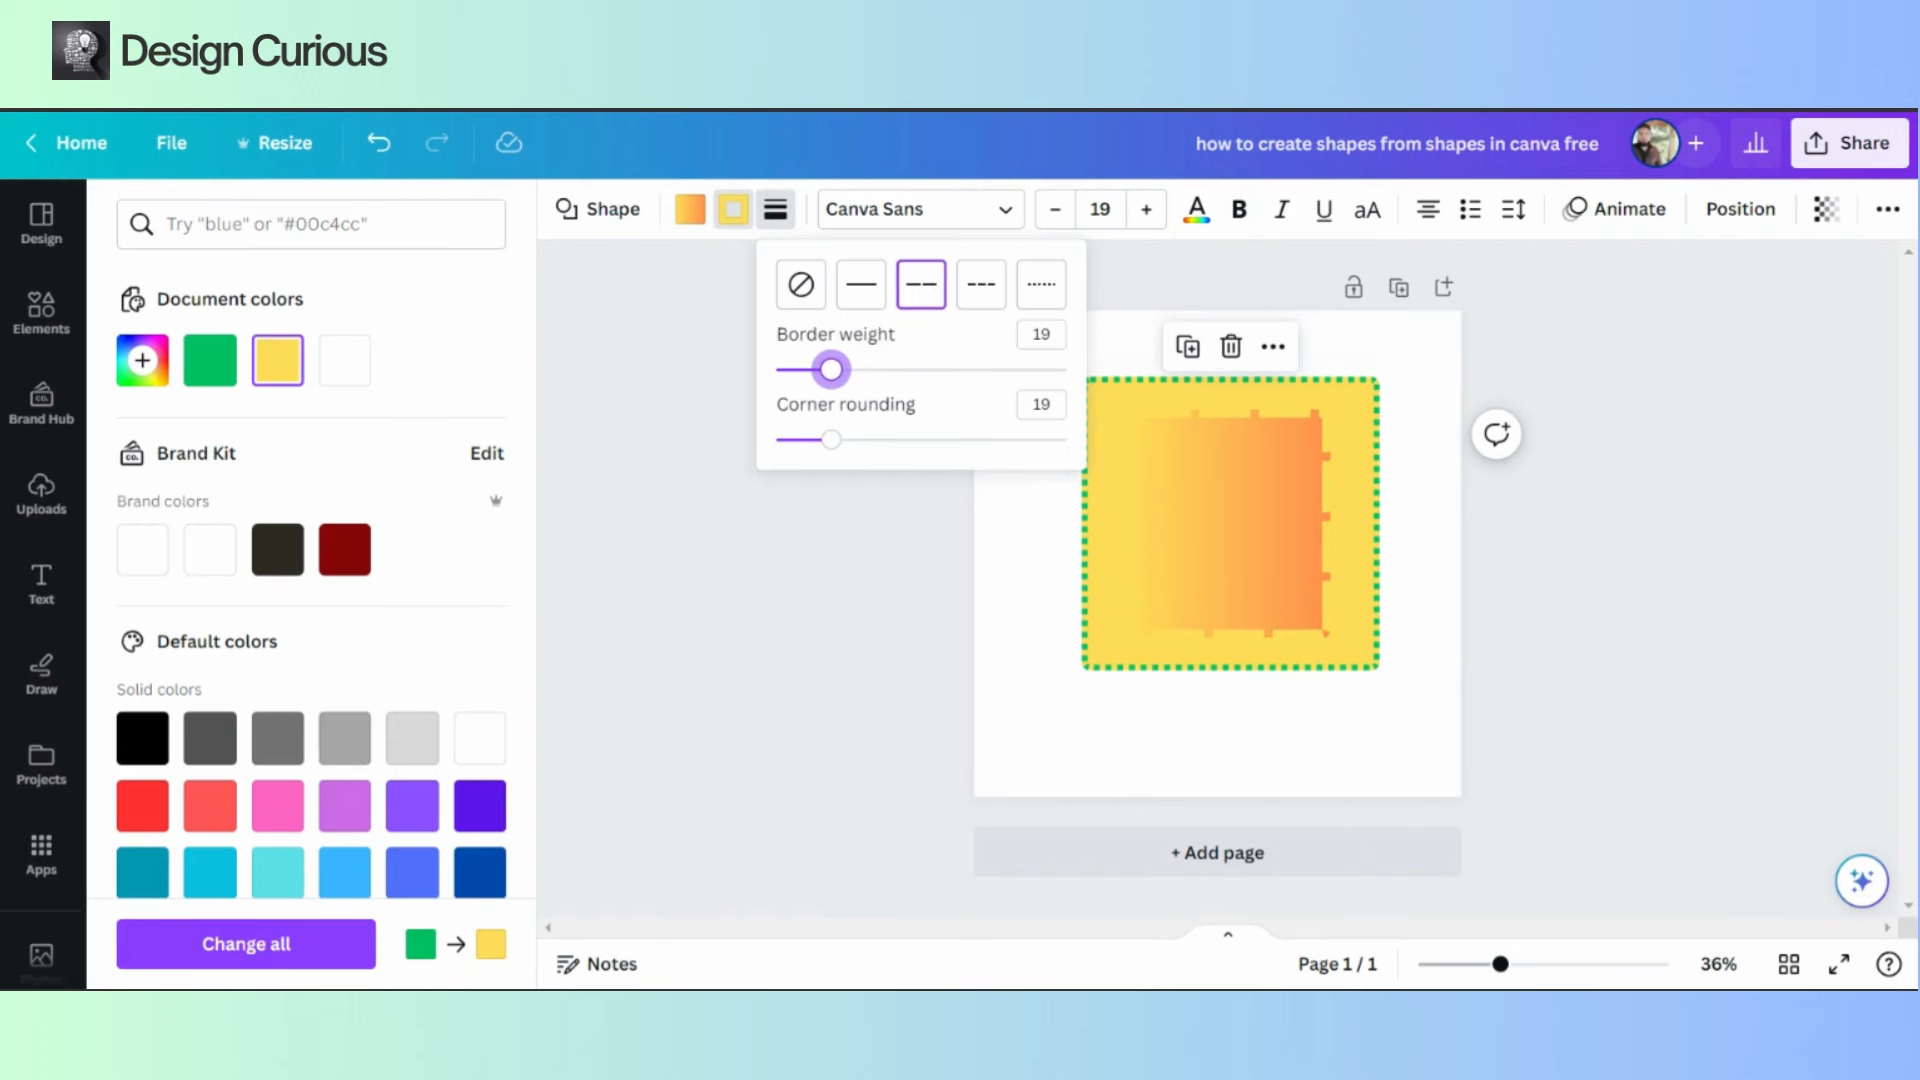 Design Curious
Home
File
Resize
how to create shapes from shapes in canva free
Share
Design
Elements
Brand Hub
Uploads
Text
Draw
Projects
Apps
Try "blue" or "#00c4cc"
Document colors
Brand Kit
Edit
Brand colors
Default colors
Solid colors
Change all
Shape
Canva Sans
- 19 +
A B I U aA
Animate
Position
Border weight
19
Corner rounding
19
+ Add page
Notes
Page 1 / 1
36%